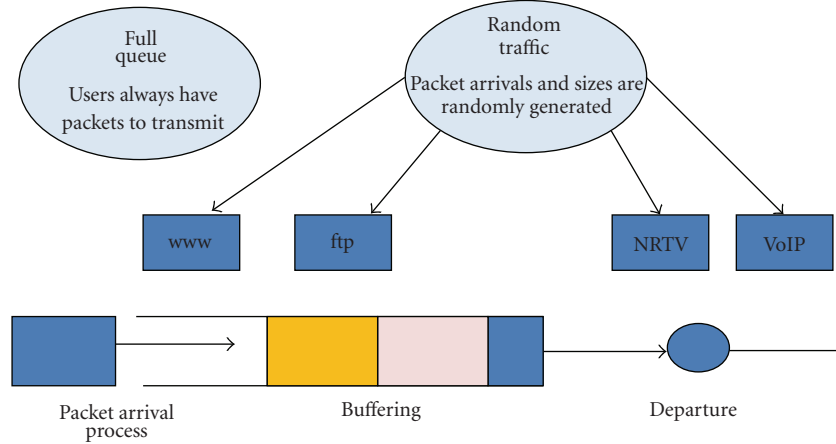 Full
queue
Users always have
packets to transmit
Random
traffic
Packet arrivals and sizes are
randomly generated
www
ftp
NRTV
VoIP
Packet arrival
process
Buffering
Departure